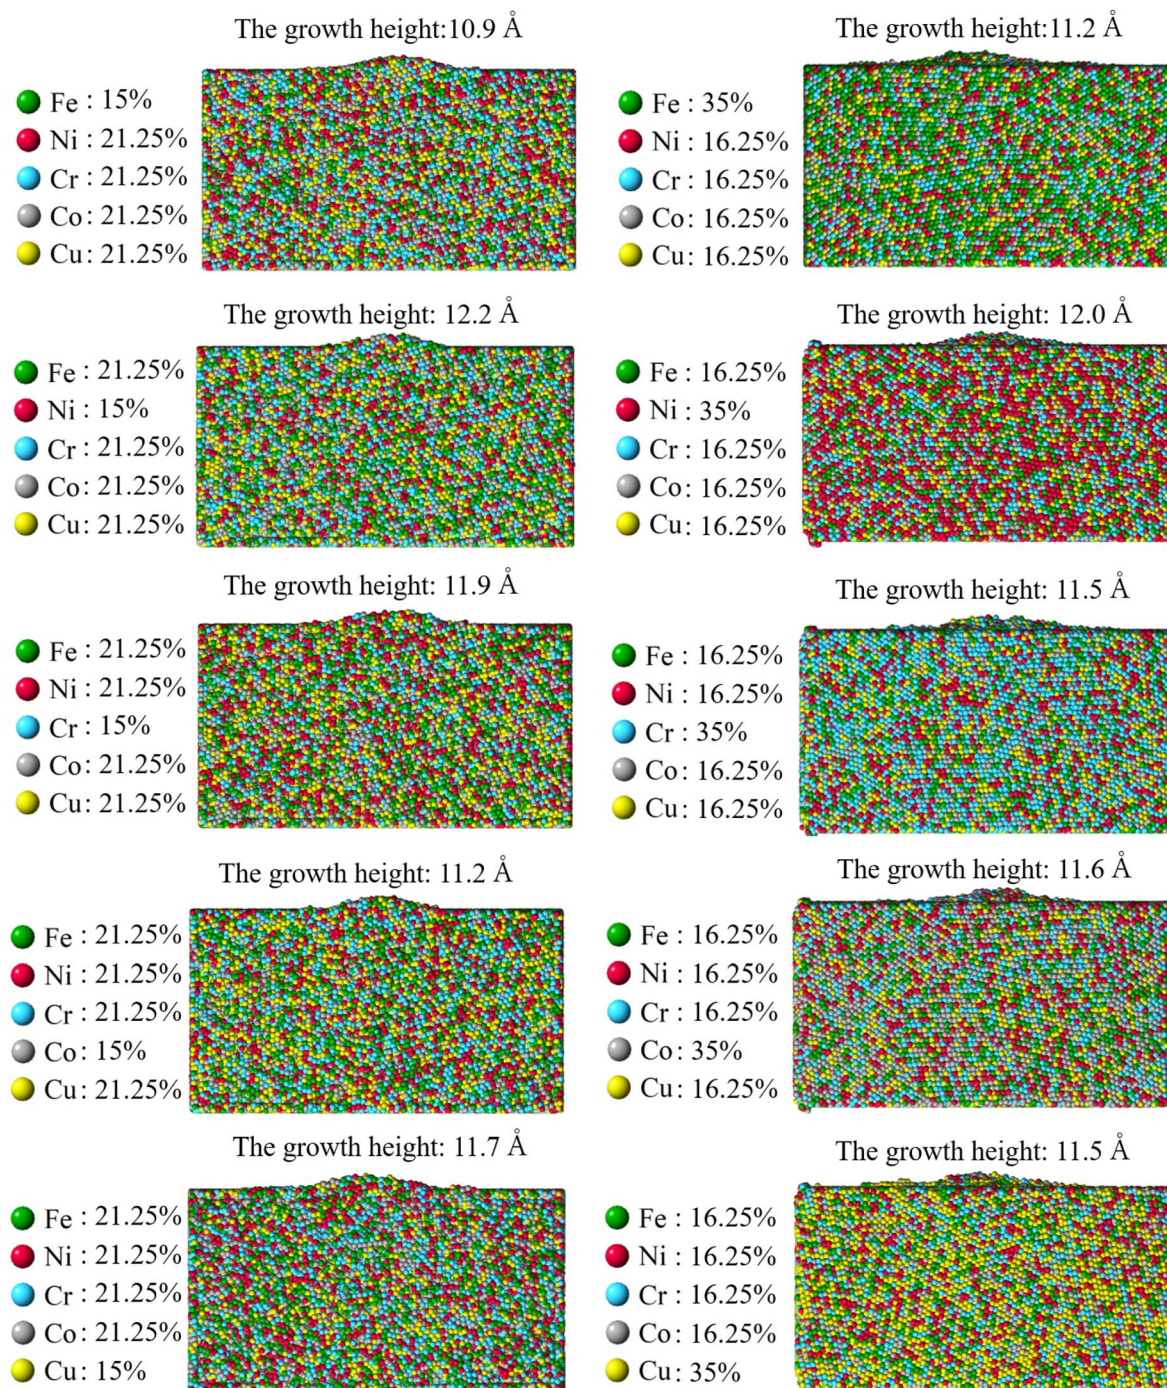 The growth height:10.9 Å
Fe : 15%
Ni : 21.25%
Cr : 21.25%
Co: 21.25%
Cu: 21.25%
The growth height:11.2 Å
Fe : 35%
Ni : 16.25%
Cr : 16.25%
Co: 16.25%
Cu: 16.25%
The growth height: 12.2 Å
Fe : 21.25%
Ni : 15%
Cr : 21.25%
Co: 21.25%
Cu: 21.25%
The growth height: 12.0 Å
Fe : 16.25%
Ni : 35%
Cr : 16.25%
Co: 16.25%
Cu: 16.25%
The growth height: 11.9 Å
Fe : 21.25%
Ni : 21.25%
Cr : 15%
Co: 21.25%
Cu: 21.25%
The growth height: 11.5 Å
Fe : 16.25%
Ni : 16.25%
Cr : 35%
Co: 16.25%
Cu: 16.25%
The growth height: 11.2 Å
Fe : 21.25%
Ni : 21.25%
Cr : 21.25%
Co: 15%
Cu: 21.25%
The growth height: 11.6 Å
Fe : 16.25%
Ni : 16.25%
Cr : 16.25%
Co: 35%
Cu: 16.25%
The growth height: 11.7 Å
Fe : 21.25%
Ni : 21.25%
Cr : 21.25%
Co: 21.25%
Cu: 15%
The growth height: 11.5 Å
Fe : 16.25%
Ni : 16.25%
Cr : 16.25%
Co: 16.25%
Cu: 35%